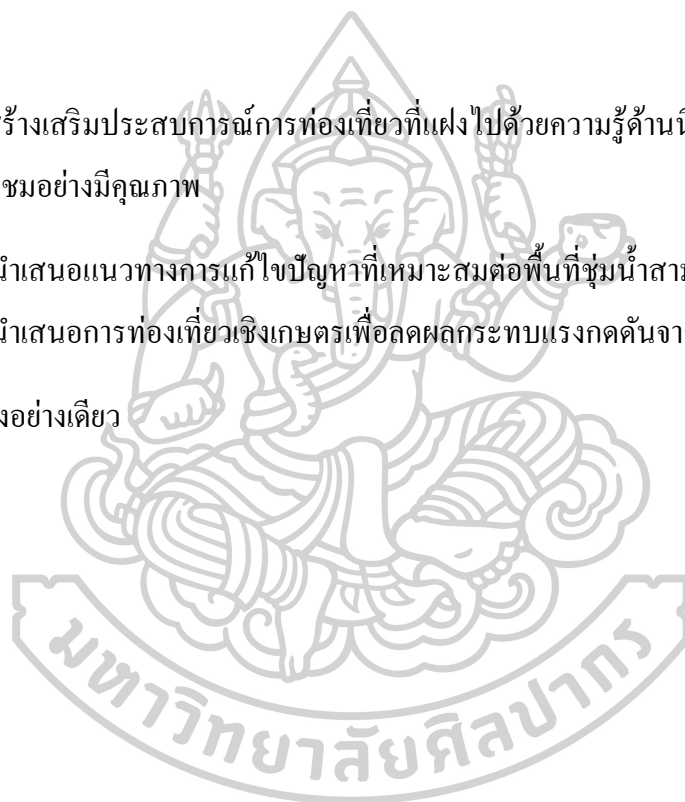 ร้างเสริมประสบการณ์การท่องเที่ยวที่แฝงไปด้วยความรู้ด้าน
ชมอย่างมีคุณภาพ
นำเสนอแนวทางการแก้ไขปัญหาที่เหมาะสมต่อพื้นที่ชุ่มน้ำสา
นำเสนอการท่องเที่ยวเชิงเกษตรเพื่อลดผลกระทบแรงกดดันจา
งอย่างเดียว
มหาวิทยาลัยศิลปากร